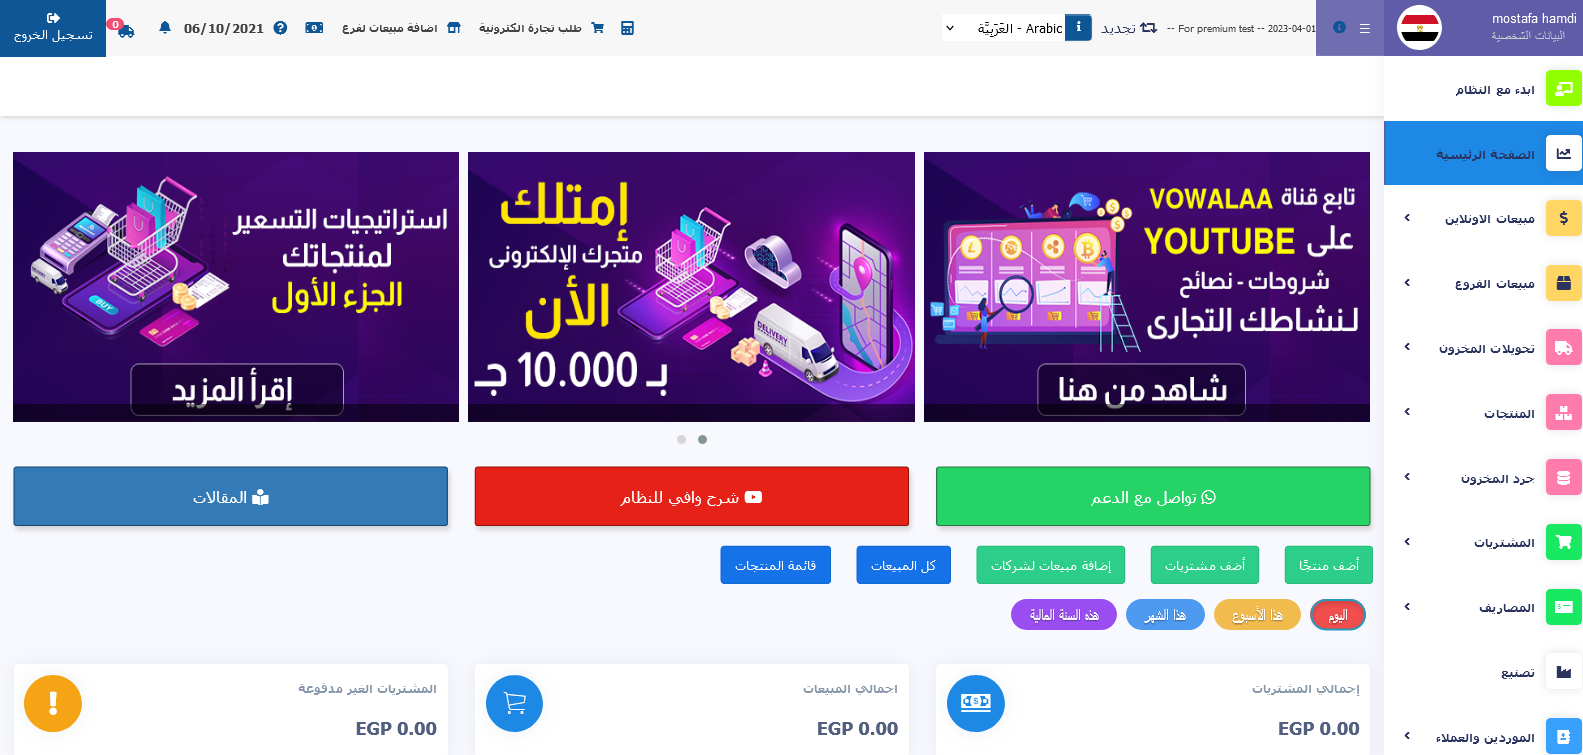 mostafa hamdi
البيانات الشخصية
-- For premium test -- 2023-04-01
تجديد
Arabic - العَرَبِيَّة
طلب تجارة الكترونية
اضافة مبيعات لفرع
06/10/2021
0
تسجيل الخروج
ابدء مع النظام
الصفحة الرئيسية
مبيعات الاونلاين
مبيعات الفروع
تحويلات المخزون
المنتجات
جرد المخزون
المشتريات
المصاريف
تصنيع
الموردين والعملاء
تابع قناة VOWALAA
على YOUTUBE
شروحات - نصائح
لنشاطك التجارى
شاهد من هنا
إمتلك
متجرك الإلكترونى
الأن
بـ 10.000 جـ
DELIVERY
BUY
استراتيجيات التسعير
لمنتجاتك
الجزء الأول
إقرأ المزيد
BUY
تواصل مع الدعم
شرح وافي للنظام
المقالات
أضف منتجًا
أضف مشتريات
إضافة مبيعات لشركات
كل المبيعات
قائمة المنتجات
اليوم
هذا الأسبوع
هذا الشهر
هذه السنة المالية
إجمالي المشتريات
EGP 0.00
اجمالي المبيعات
EGP 0.00
المشتريات الغير مدفوعة
EGP 0.00